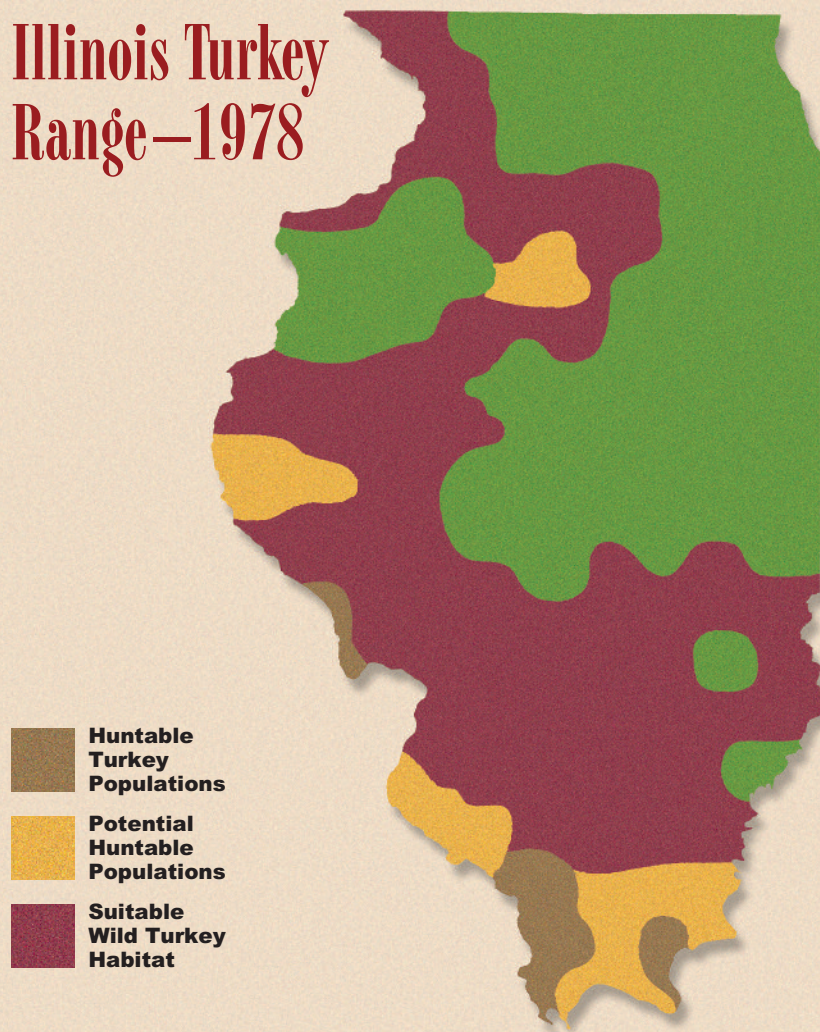 Illinois Turkey
Range—1978
Huntable
Turkey
Populations
Potential
Huntable
Populations
Suitable
Wild Turkey
Habitat